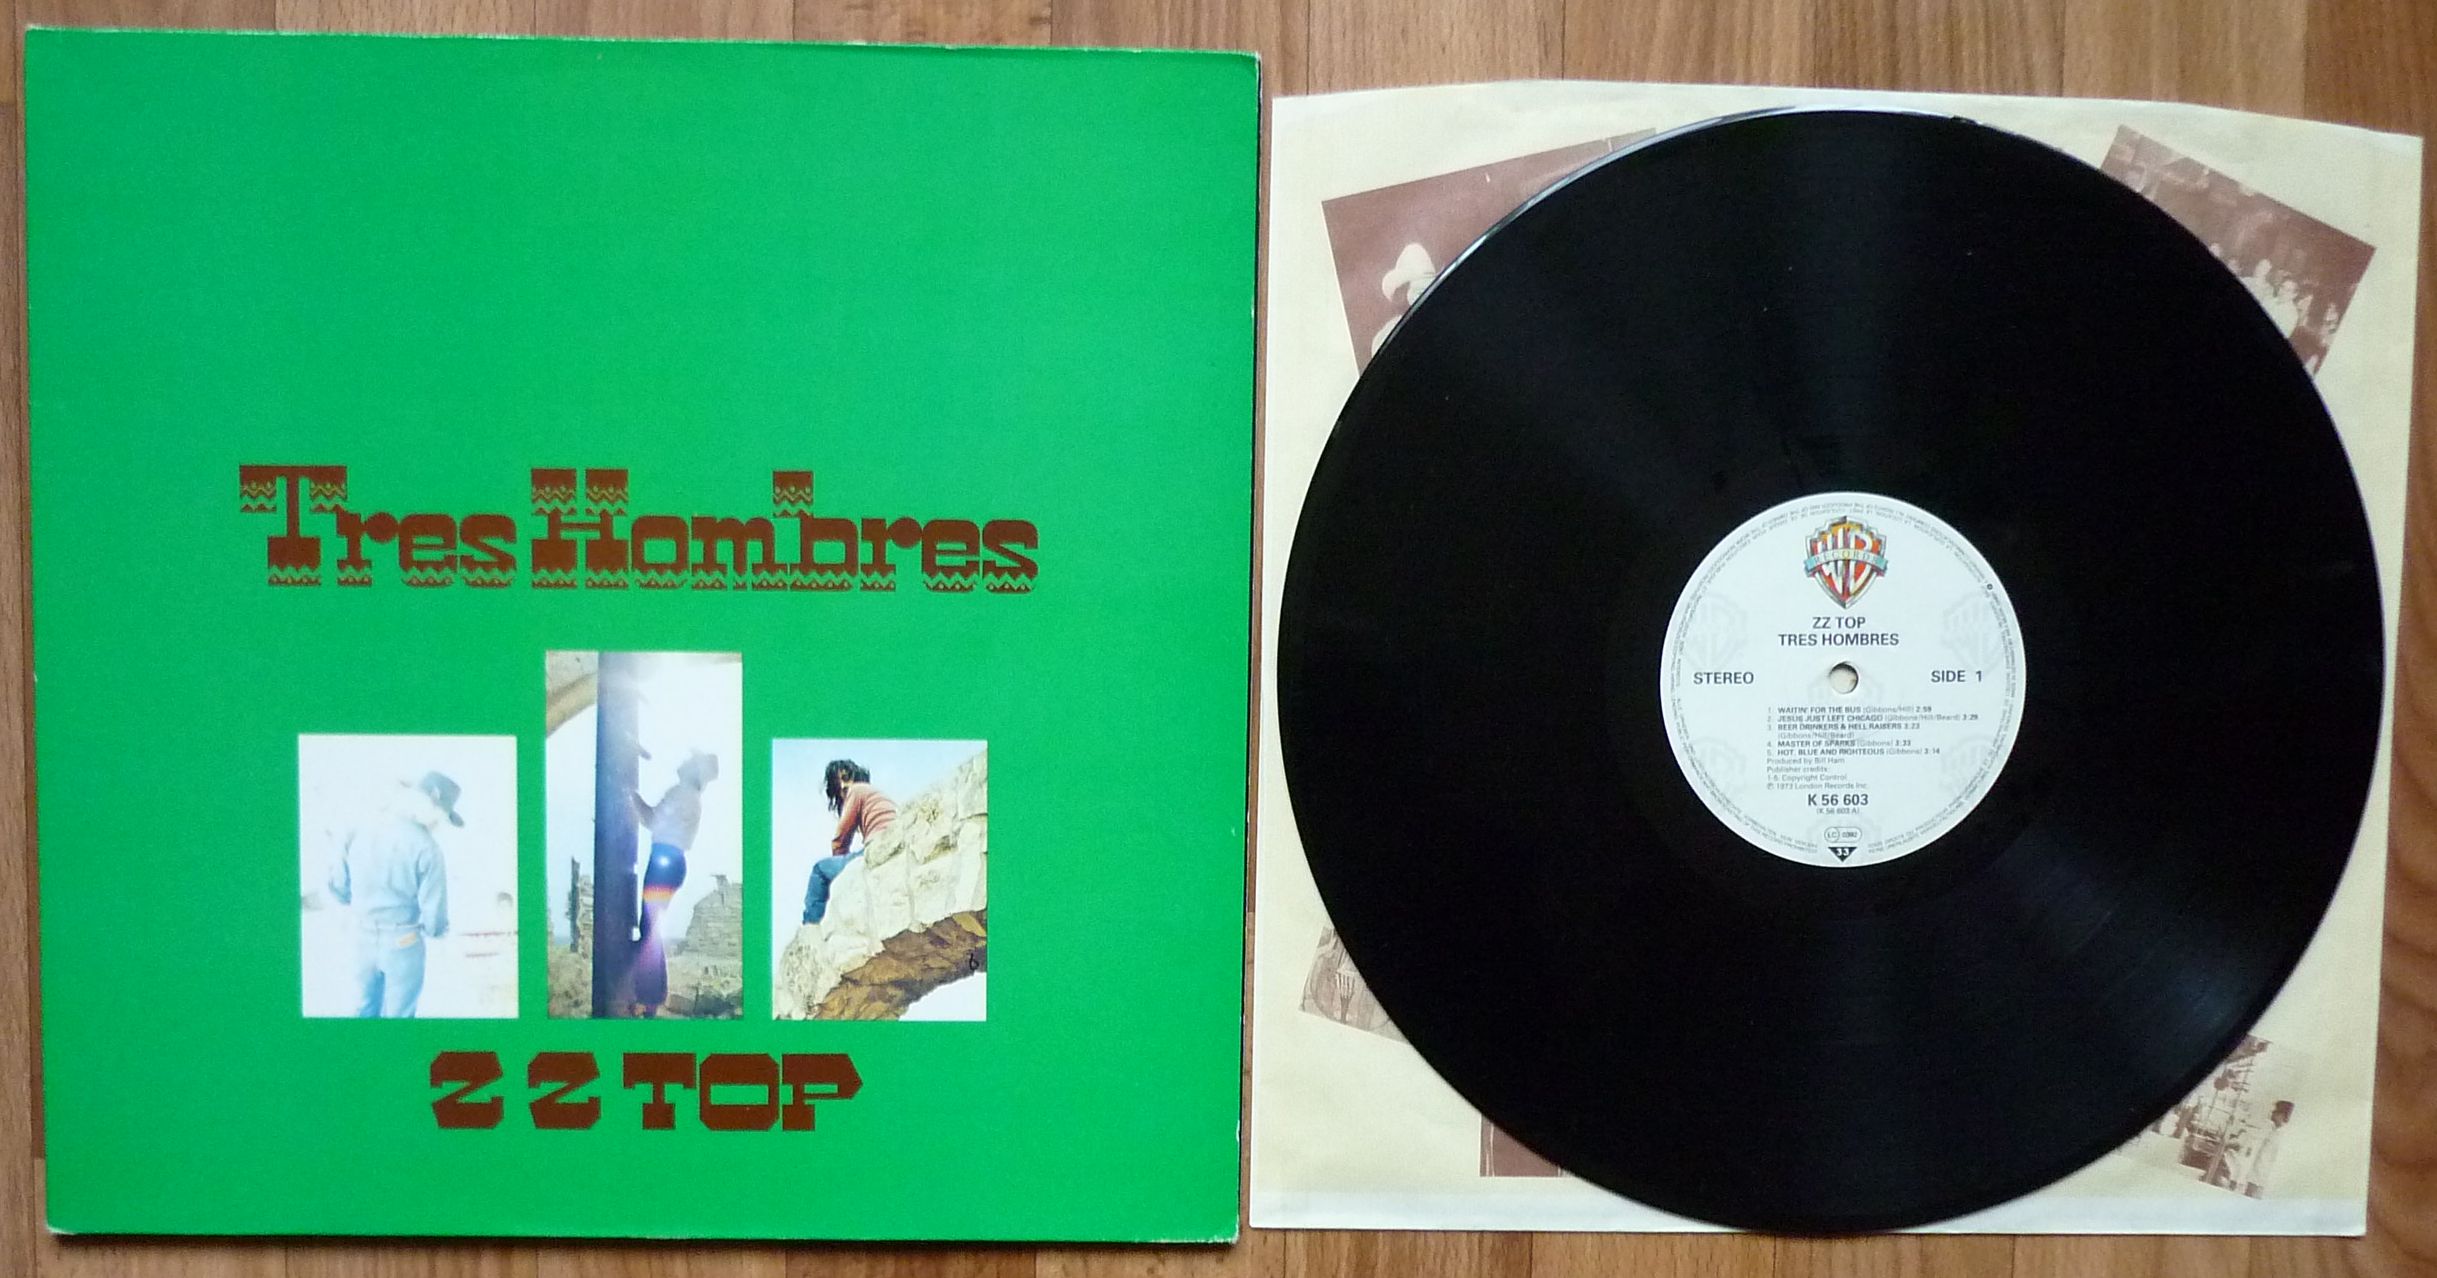 Tres Hombres
ZZ TOP
RECORDS
ZZ TOP
TRES HOMBRES
STEREO
SIDE 1
1. WAITIN' FOR THE BUS (Gibbons/Hill) 2:59
2. JESUS JUST LEFT CHICAGO (Gibbons/Hill/Beard) 3:29
3. BEER DRINKERS & HELL RAISERS 3:23
(Gibbons/Hill/Beard)
4. MASTER OF SPARKS (Gibbons) 3:33
5. HOT, BLUE AND RIGHTEOUS (Gibbons) 3:14
Produced by Bill Ham
Publisher credits:
1-5: Copyright Control
℗ 1973 London Records Inc.
K 56 603
(K 56 603 A)
LC 0392
33